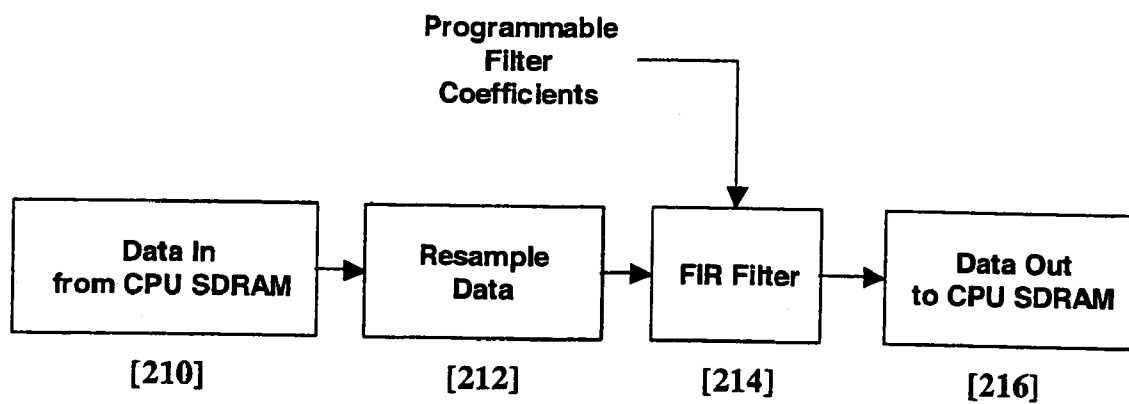 Programmable
Filter
Coefficients
Data In
from CPU SDRAM
Resample
Data
FIR Filter
Data Out
to CPU SDRAM
[210]
[212]
[214]
[216]